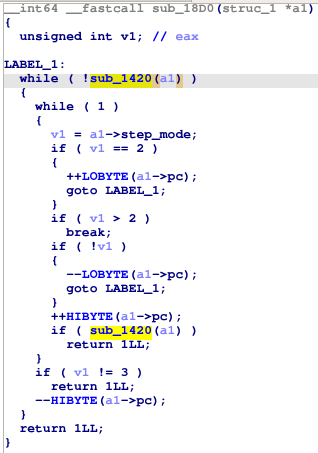 __int64 __fastcall sub_18D0(struc_1 *a1)
{
  unsigned int v1; // eax

LABEL_1:
  while ( !sub_1420(a1) )
  {
    while ( 1 )
    {
      v1 = a1->step_mode;
      if ( v1 == 2 )
      {
        ++LOBYTE(a1->pc);
        goto LABEL_1;
      }
      if ( v1 > 2 )
        break;
      if ( !v1 )
      {
        --LOBYTE(a1->pc);
        goto LABEL_1;
      }
      ++HIBYTE(a1->pc);
      if ( sub_1420(a1) )
        return 1LL;
    }
    if ( v1 != 3 )
      return 1LL;
    --HIBYTE(a1->pc);
  }
  return 1LL;
}